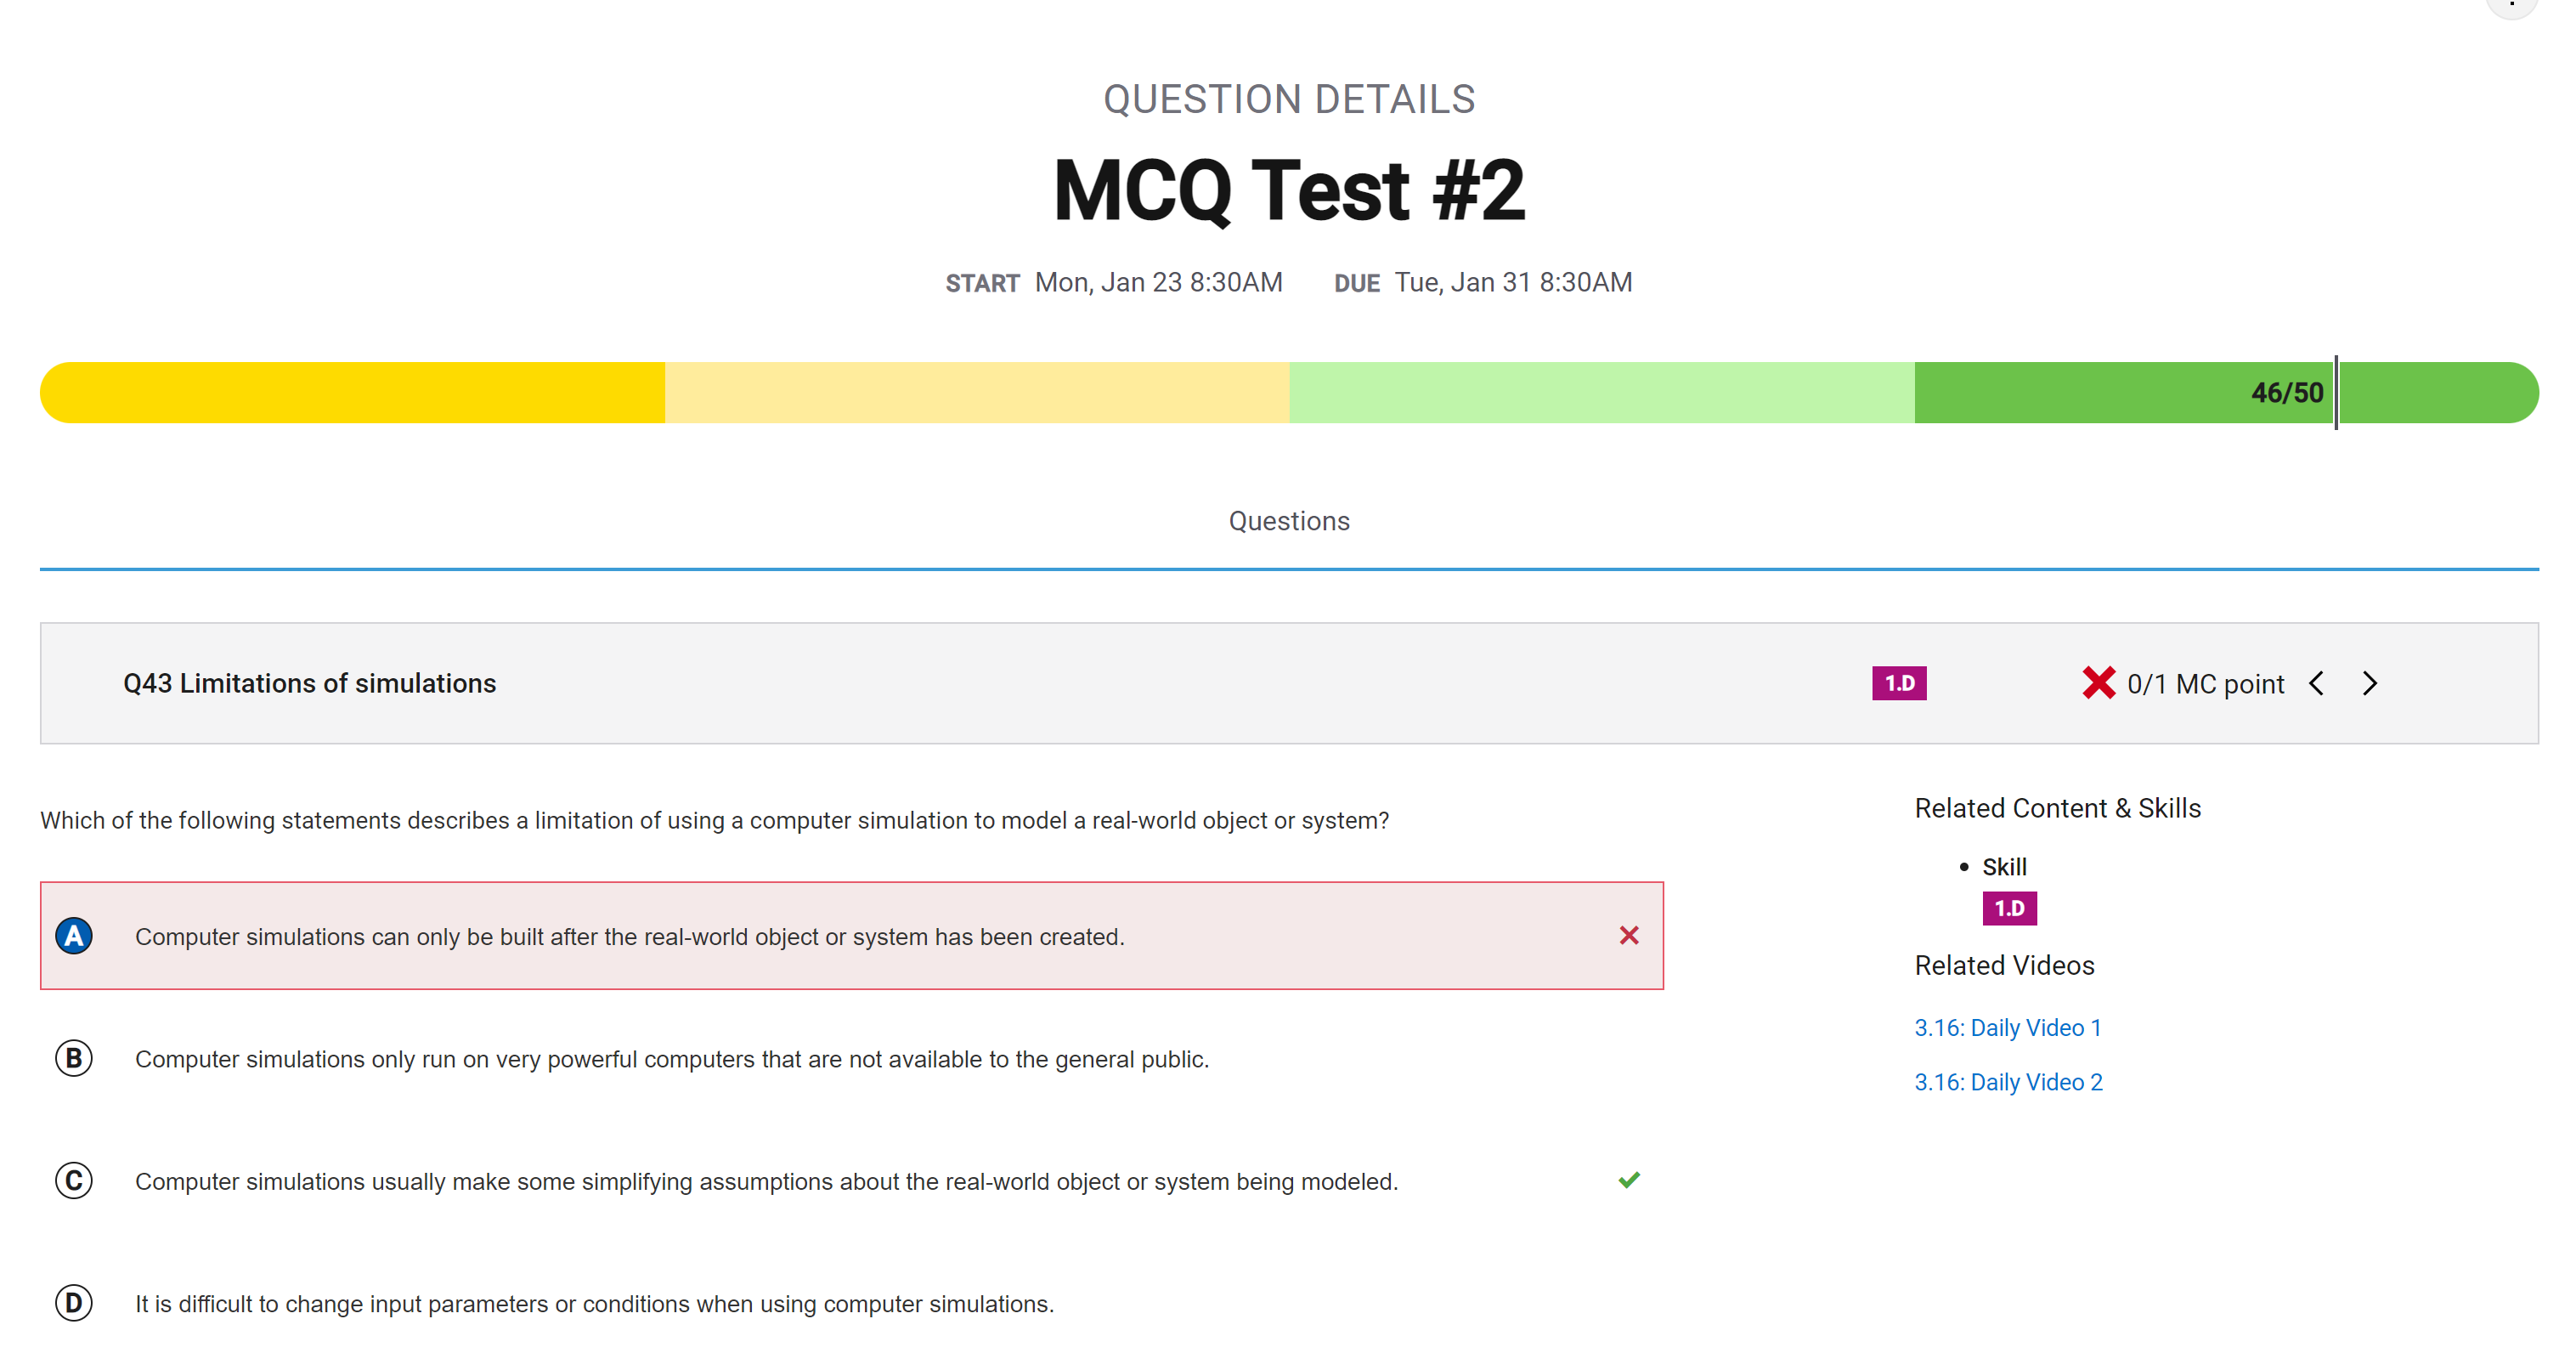 QUESTION DETAILS
MCQ Test #2
START Mon, Jan 23 8:30AM DUE Tue, Jan 31 8:30AM
46/50
Questions
Q43 Limitations of simulations 1.D 0/1 MC point
Which of the following statements describes a limitation of using a computer simulation to model a real-world object or system?
A Computer simulations can only be built after the real-world object or system has been created.
B Computer simulations only run on very powerful computers that are not available to the general public.
C Computer simulations usually make some simplifying assumptions about the real-world object or system being modeled.
D It is difficult to change input parameters or conditions when using computer simulations.
Related Content & Skills
• Skill
1.D
Related Videos
3.16: Daily Video 1
3.16: Daily Video 2